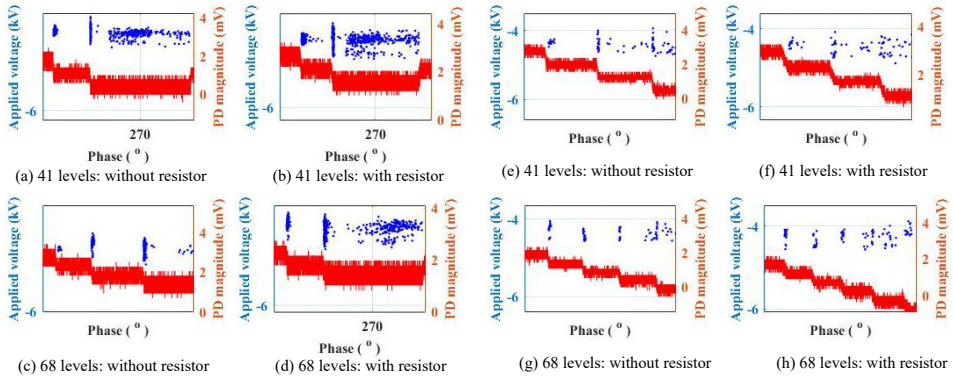 Applied voltage (kV)
-6
4
2
0
PD magnitude (mV)
270
Phase ( o )
(a) 41 levels: without resistor
Applied voltage (kV)
-6
4
2
0
PD magnitude (mV)
270
Phase ( o )
(b) 41 levels: with resistor
Applied voltage (kV)
-4
-6
4
2
0
PD magnitude (mV)
Phase ( o )
(e) 41 levels: without resistor
Applied voltage (kV)
-4
-6
4
2
PD magnitude (mV)
Phase ( o )
(f) 41 levels: with resistor
Applied voltage (kV)
-6
4
2
0
PD magnitude (mV)
Phase ( o )
(c) 68 levels: without resistor
Applied voltage (kV)
-6
4
2
0
PD magnitude (mV)
270
Phase ( o )
(d) 68 levels: with resistor
Applied voltage (kV)
-4
-6
4
2
0
PD magnitude (mV)
Phase ( o )
(g) 68 levels: without resistor
Applied voltage (kV)
-4
-6
4
2
0
PD magnitude (mV)
Phase ( o )
(h) 68 levels: with resistor